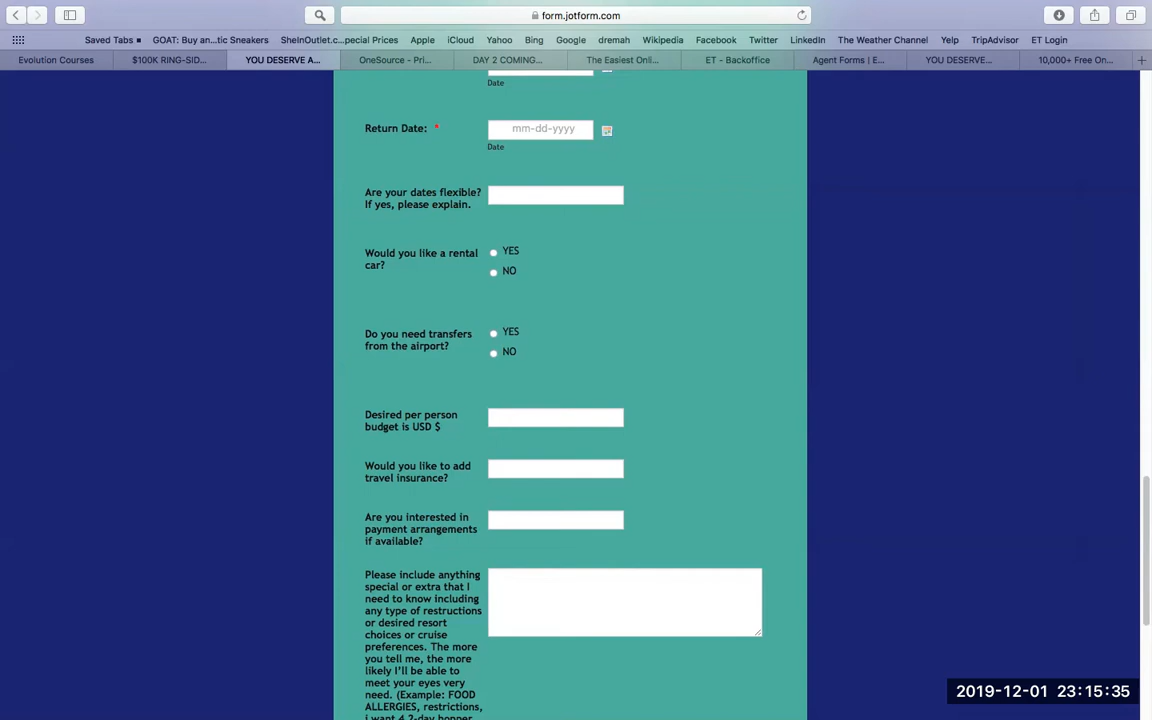 form.jotform.com
Saved Tabs GOAT: Buy an...tic Sneakers SheInOutlet.c...pecial Prices Apple iCloud Yahoo Bing Google dremah Wikipedia Facebook Twitter LinkedIn The Weather Channel Yelp TripAdvisor ET Login
Evolution Courses $100K RING-SID... YOU DESERVE A... OneSource - Pri... DAY 2 COMING... The Easiest Onli... ET - Backoffice Agent Forms | E... YOU DESERVE... 10,000+ Free On... +
Date
Return Date: * mm-dd-yyyy
Date
Are your dates flexible?
If yes, please explain.
Would you like a rental
car?
YES
NO
Do you need transfers
from the airport?
YES
NO
Desired per person
budget is USD $
Would you like to add
travel insurance?
Are you interested in
payment arrangements
if available?
Please include anything
special or extra that I
need to know including
any type of restructions
or desired resort
choices or cruise
preferences. The more
you tell me, the more
likely I'll be able to
meet your eyes very
need. (Example: FOOD
ALLERGIES, restrictions,
i want 4 2-day hopper
2019-12-01 23:15:35